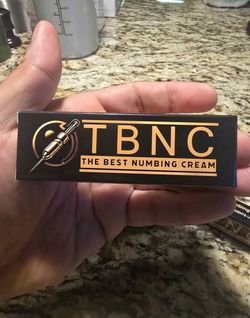 TBNC
THE BEST NUMBING CREAM